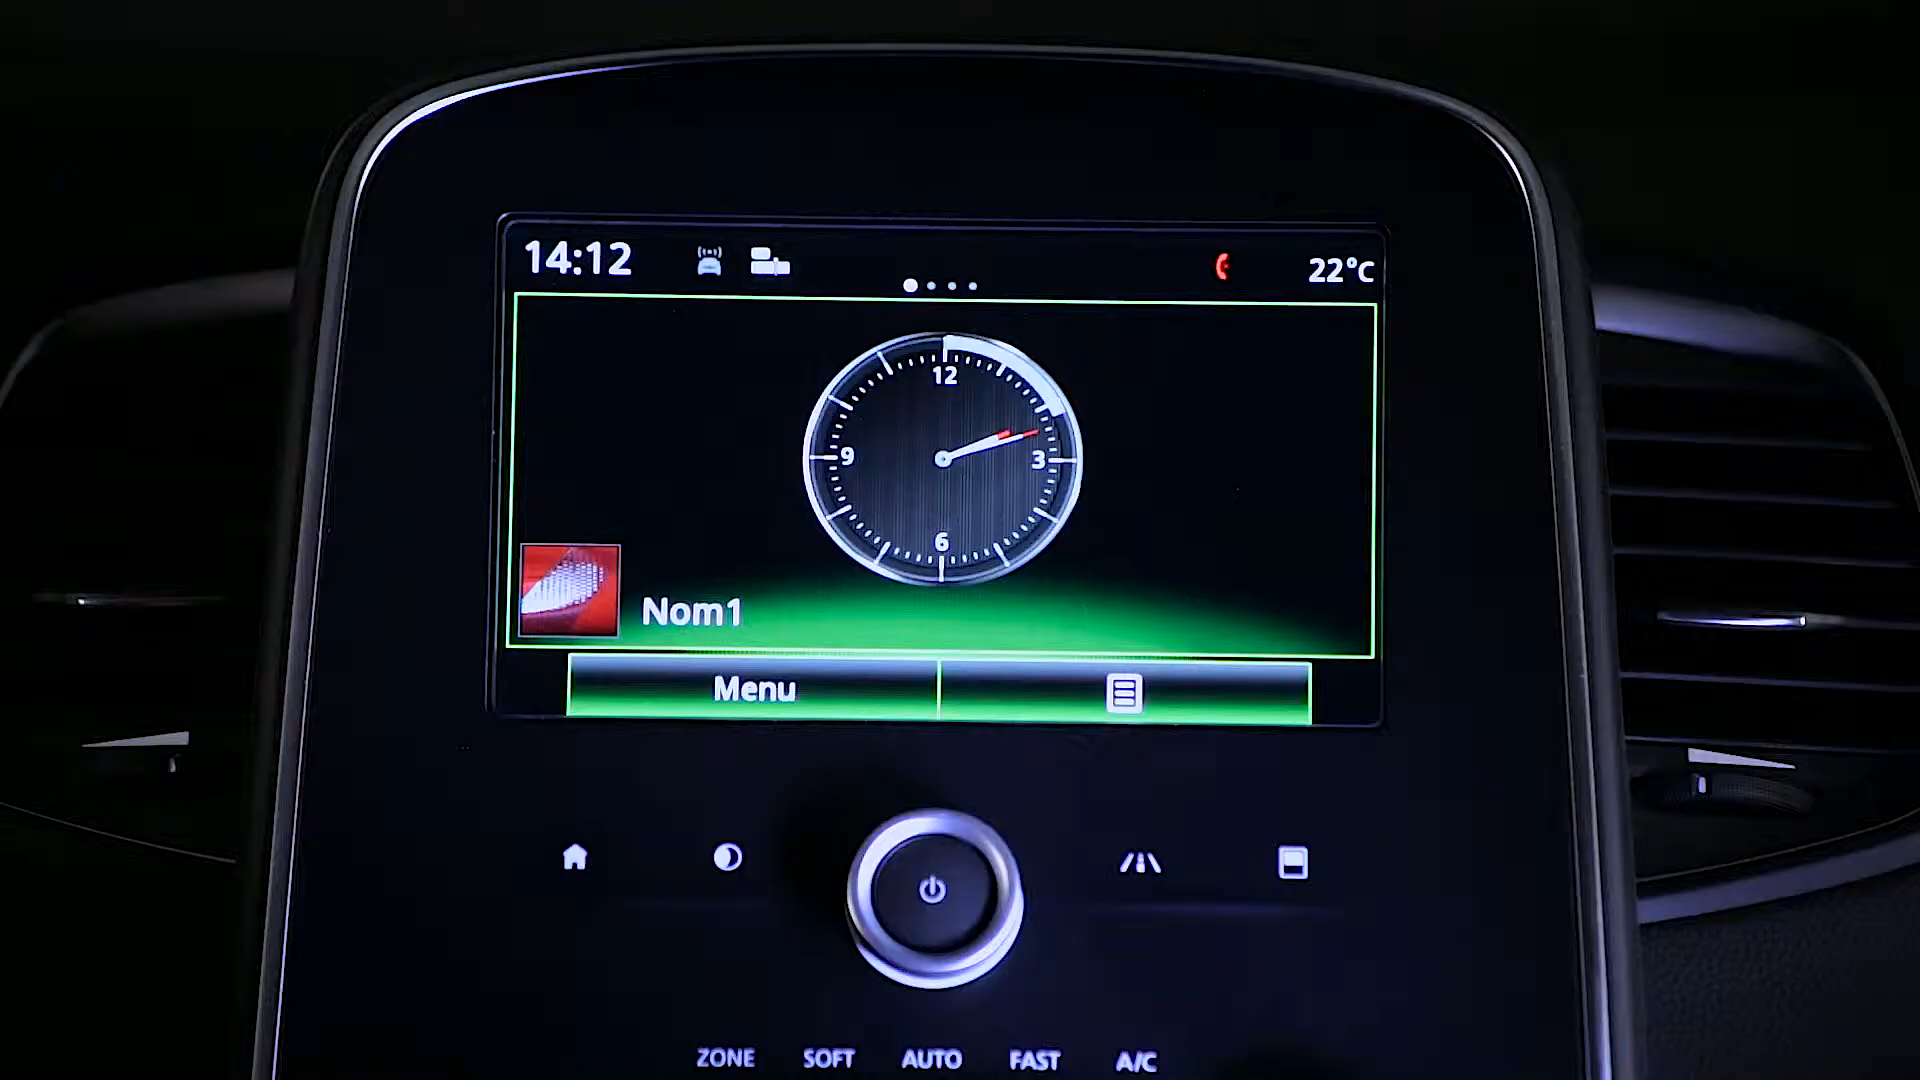 14:12
22°C
12
9
3
6
Nom1
Menu
ZONE SOFT AUTO FAST A/C